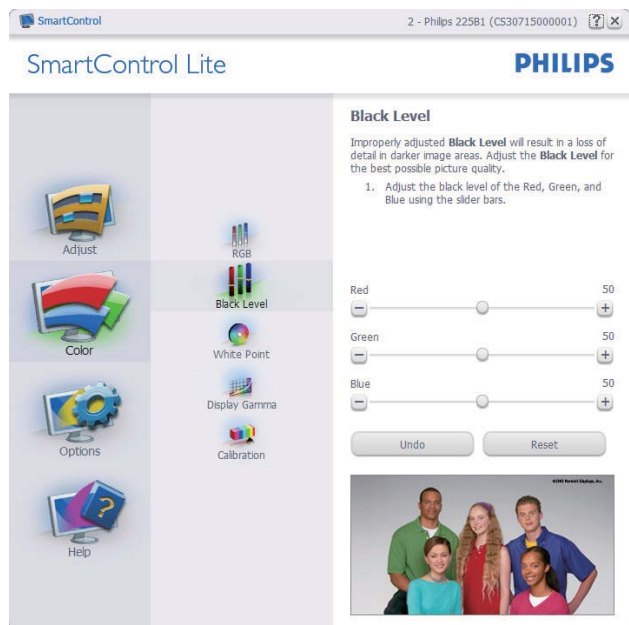 SmartControl
2 - Philips 225B1 (CS30715000001)
? ×
SmartControl Lite
PHILIPS
Adjust
Color
Options
Help
RGB
Black Level
White Point
Display Gamma
Calibration
Black Level
Improperly adjusted Black Level will result in a loss of
detail in darker image areas. Adjust the Black Level for
the best possible picture quality.
1. Adjust the black level of the Red, Green, and
Blue using the slider bars.
Red 50
− +
Green 50
− +
Blue 50
− +
Undo Reset
Portrait Displays, Inc.